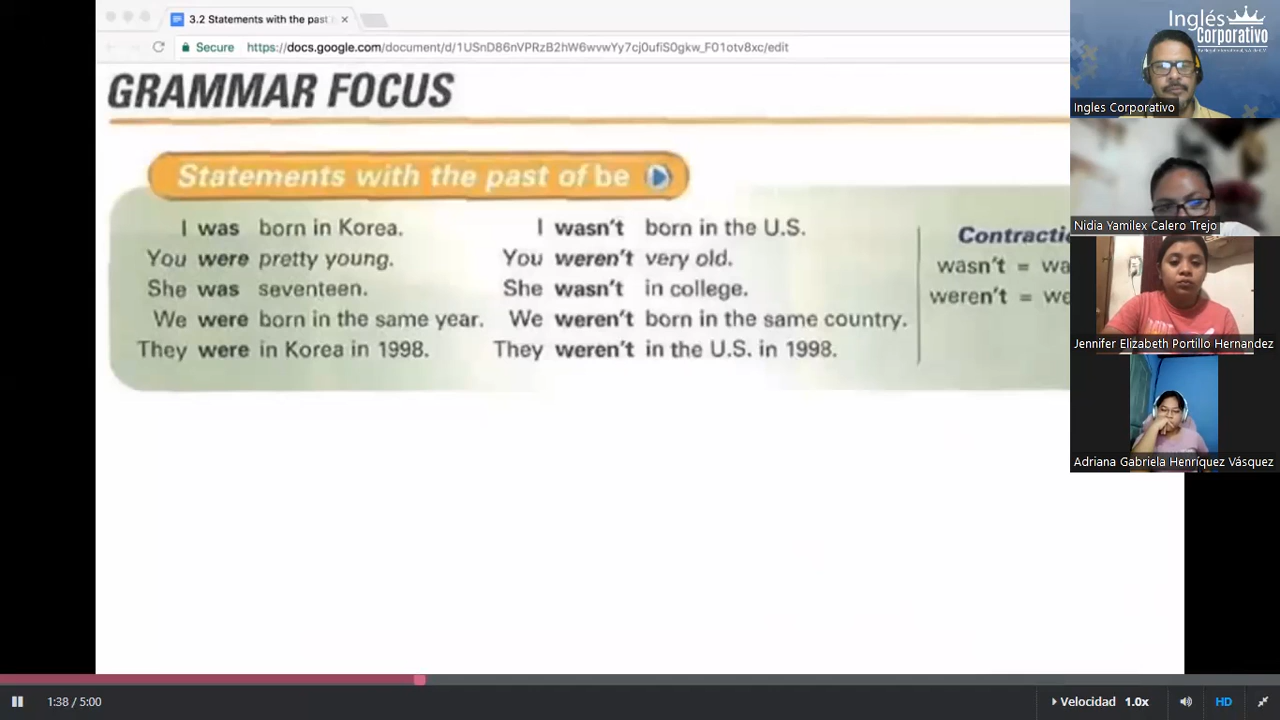 3.2 Statements with the past
Secure https://docs.google.com/document/d/1USnD86nVPRzB2hW6wvwYy7cj0ufiS0gkw_F01otv8xc/edit
GRAMMAR FOCUS
Statements with the past of be
I was born in Korea. I wasn't born in the U.S.
You were pretty young. You weren't very old.
She was seventeen. She wasn't in college.
We were born in the same year. We weren't born in the same country.
They were in Korea in 1998. They weren't in the U.S. in 1998.
wasn't =
weren't =
Inglés
Corporativo
Ingles Corporativo
Nidia Yamilex Calero Trejo
Jennifer Elizabeth Portillo Hernandez
Adriana Gabriela Henríquez Vásquez
1:38 / 5:00
Velocidad 1.0x
HD